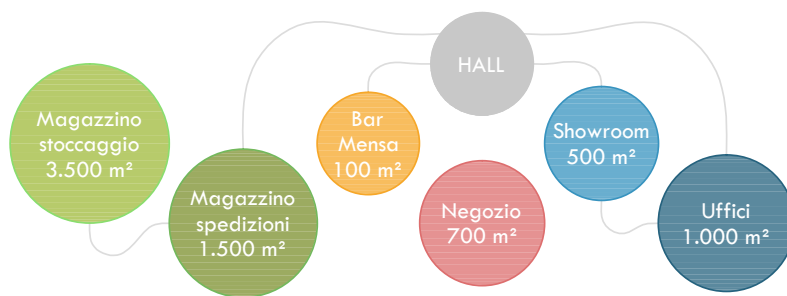 HALL
Magazzino
stoccaggio
3.500 m²
Magazzino
spedizioni
1.500 m²
Bar
Mensa
100 m²
Negozio
700 m²
Showroom
500 m²
Uffici
1.000 m²